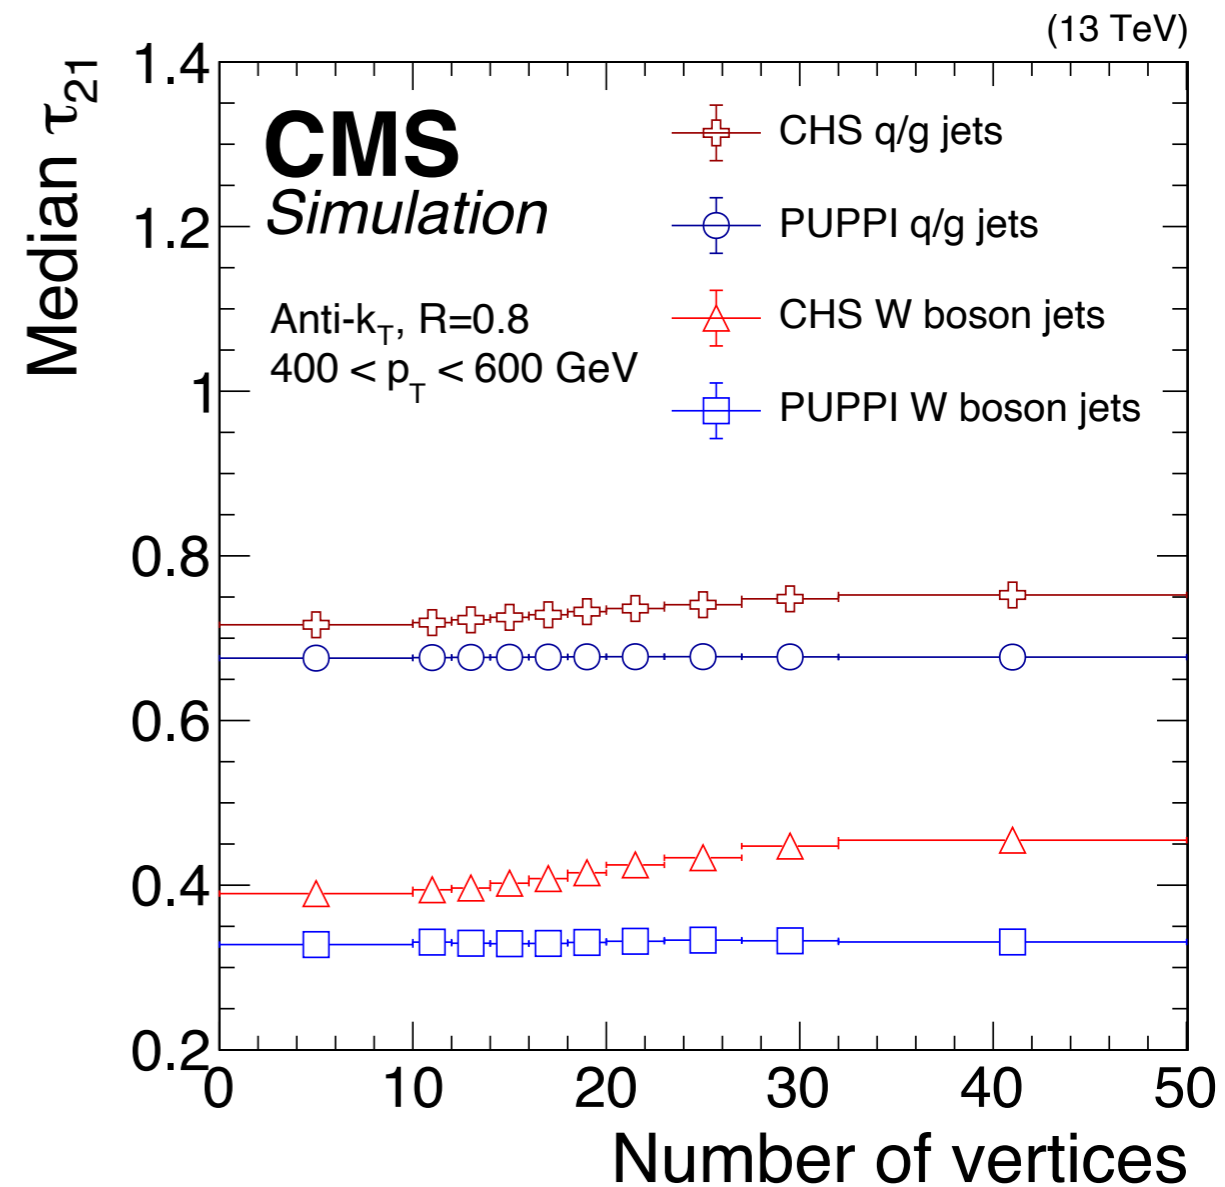 (13 TeV)
Median τ21
1.4
1.2
1
0.8
0.6
0.4
0.2
CMS
Simulation
Anti-kT, R=0.8
400 < pT < 600 GeV
CHS q/g jets
PUPPI q/g jets
CHS W boson jets
PUPPI W boson jets
0 10 20 30 40 50
Number of vertices